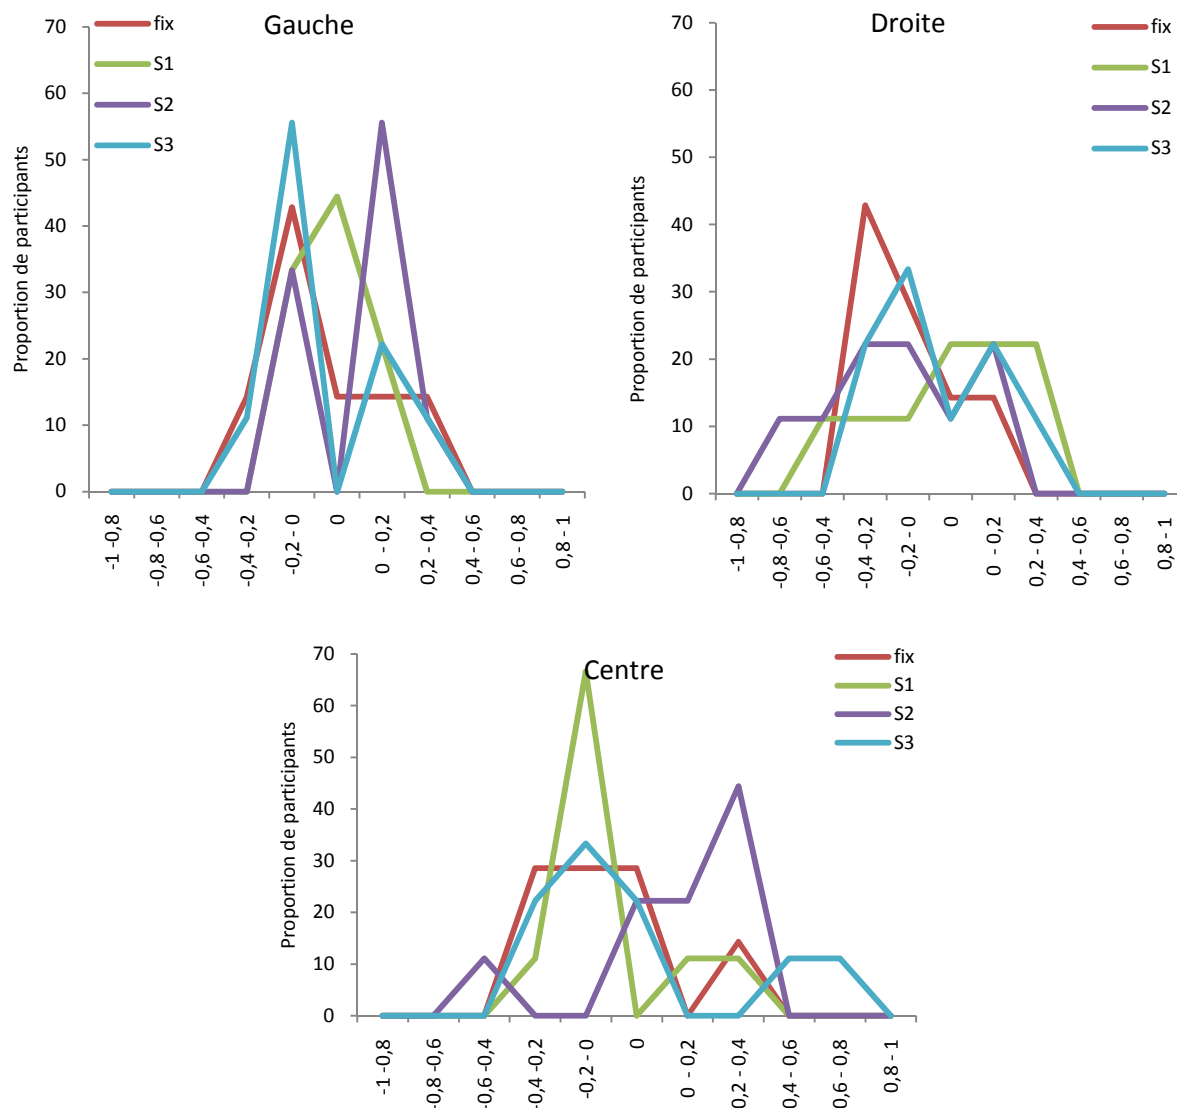 Gauche
fix
S1
S2
S3
Proportion de participants
70
60
50
40
30
20
10
0
-1 -0,8
-0,8 -0,6
-0,6 -0,4
-0,4 -0,2
-0,2 - 0
0
0 - 0,2
0,2 - 0,4
0,4 - 0,6
0,6 - 0,8
0,8 - 1
Droite
fix
S1
S2
S3
Proportion de participants
70
60
50
40
30
20
10
0
-1 -0,8
-0,8 -0,6
-0,6 -0,4
-0,4 -0,2
-0,2 - 0
0
0 - 0,2
0,2 - 0,4
0,4 - 0,6
0,6 - 0,8
0,8 - 1
Centre
fix
S1
S2
S3
Proportion de participants
70
60
50
40
30
20
10
0
-1 -0,8
-0,8 -0,6
-0,6 -0,4
-0,4 -0,2
-0,2 - 0
0
0 - 0,2
0,2 - 0,4
0,4 - 0,6
0,6 - 0,8
0,8 - 1